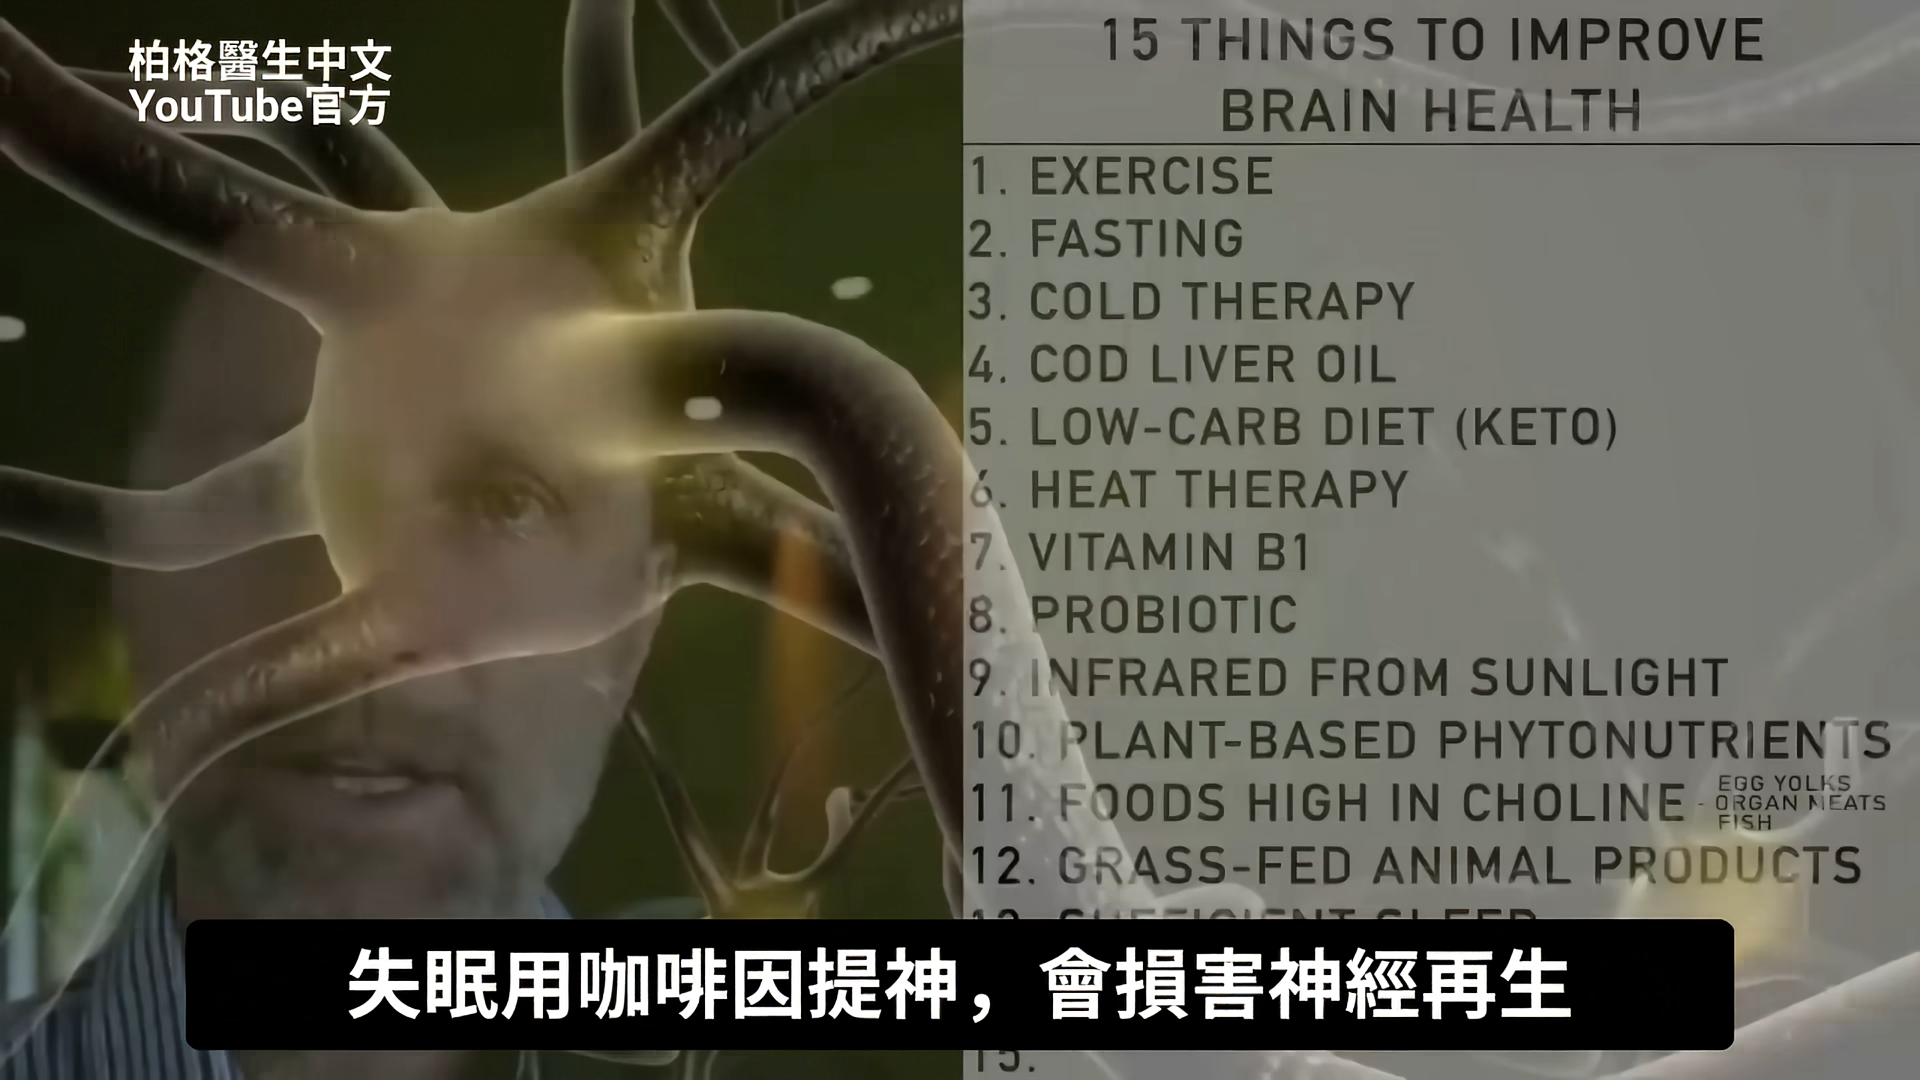 柏格醫生中文
YouTube官方
15 THINGS TO IMPROVE
BRAIN HEALTH
1. EXERCISE
2. FASTING
3. COLD THERAPY
4. COD LIVER OIL
5. LOW-CARB DIET (KETO)
6. HEAT THERAPY
7. VITAMIN B1
8. PROBIOTIC
9. INFRARED FROM SUNLIGHT
10. PLANT-BASED PHYTONUTRIENTS
11. FOODS HIGH IN CHOLINE - EGG YOLKS
ORGAN MEATS
FISH
12. GRASS-FED ANIMAL PRODUCTS
13. SUFFICIENT SLEEP
失眠用咖啡因提神，會損害神經再生
15.